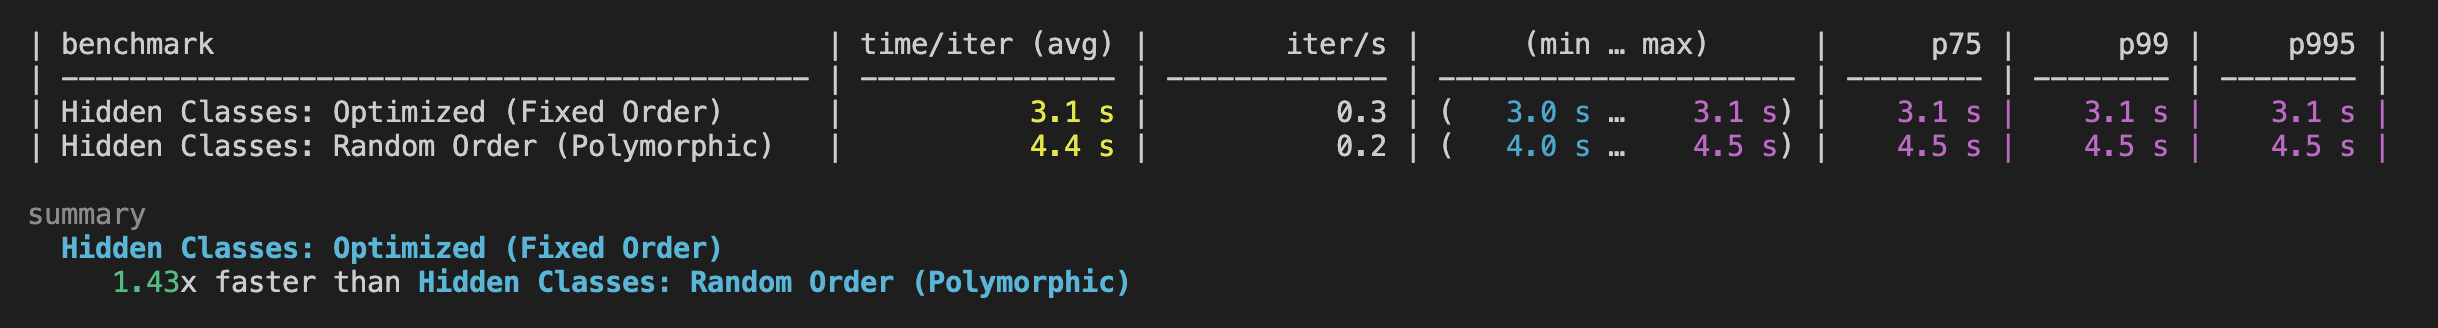 | benchmark                                    | time/iter (avg) |        iter/s |      (min … max)      |      p75 |      p99 |     p995 |
| -------------------------------------------- | --------------- | ------------- | --------------------- | -------- | -------- | -------- |
| Hidden Classes: Optimized (Fixed Order)      |           3.1 s |           0.3 | (   3.0 s …    3.1 s) |    3.1 s |    3.1 s |    3.1 s |
| Hidden Classes: Random Order (Polymorphic)   |           4.4 s |           0.2 | (   4.0 s …    4.5 s) |    4.5 s |    4.5 s |    4.5 s |
summary
  Hidden Classes: Optimized (Fixed Order)
     1.43x faster than Hidden Classes: Random Order (Polymorphic)